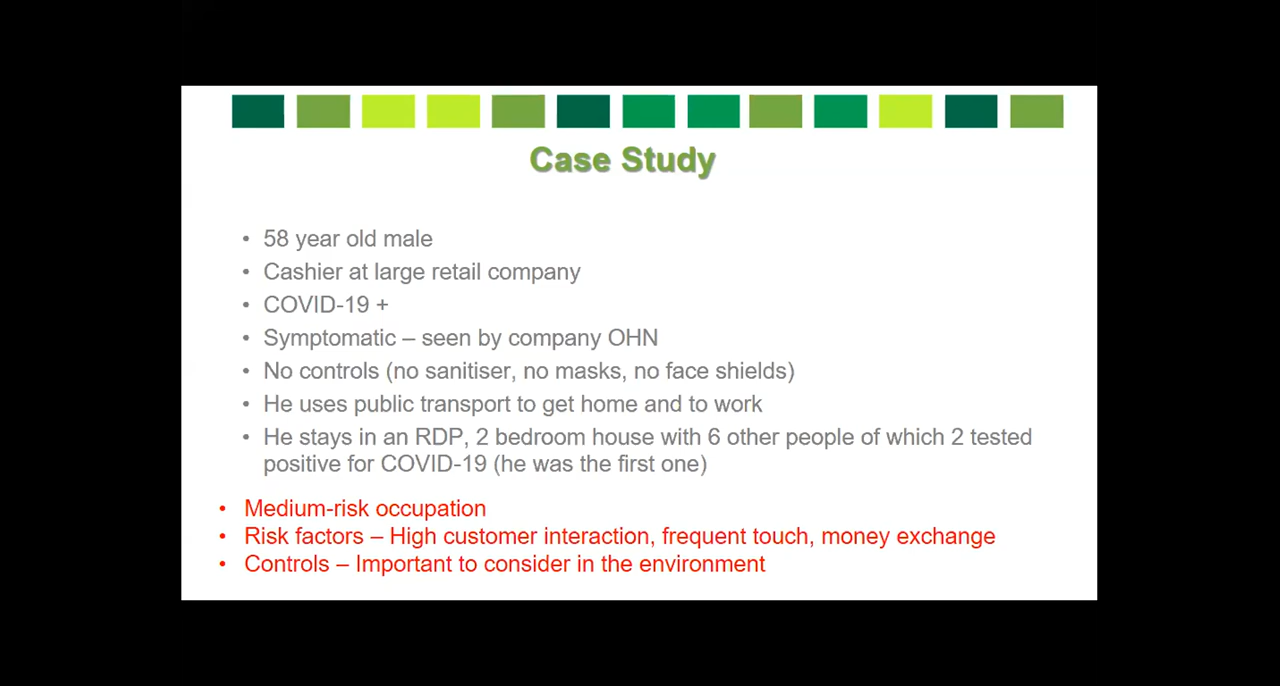 Case Study
• 58 year old male
• Cashier at large retail company
• COVID-19 +
• Symptomatic – seen by company OHN
• No controls (no sanitiser, no masks, no face shields)
• He uses public transport to get home and to work
• He stays in an RDP, 2 bedroom house with 6 other people of which 2 tested
positive for COVID-19 (he was the first one)
• Medium-risk occupation
• Risk factors – High customer interaction, frequent touch, money exchange
• Controls – Important to consider in the environment